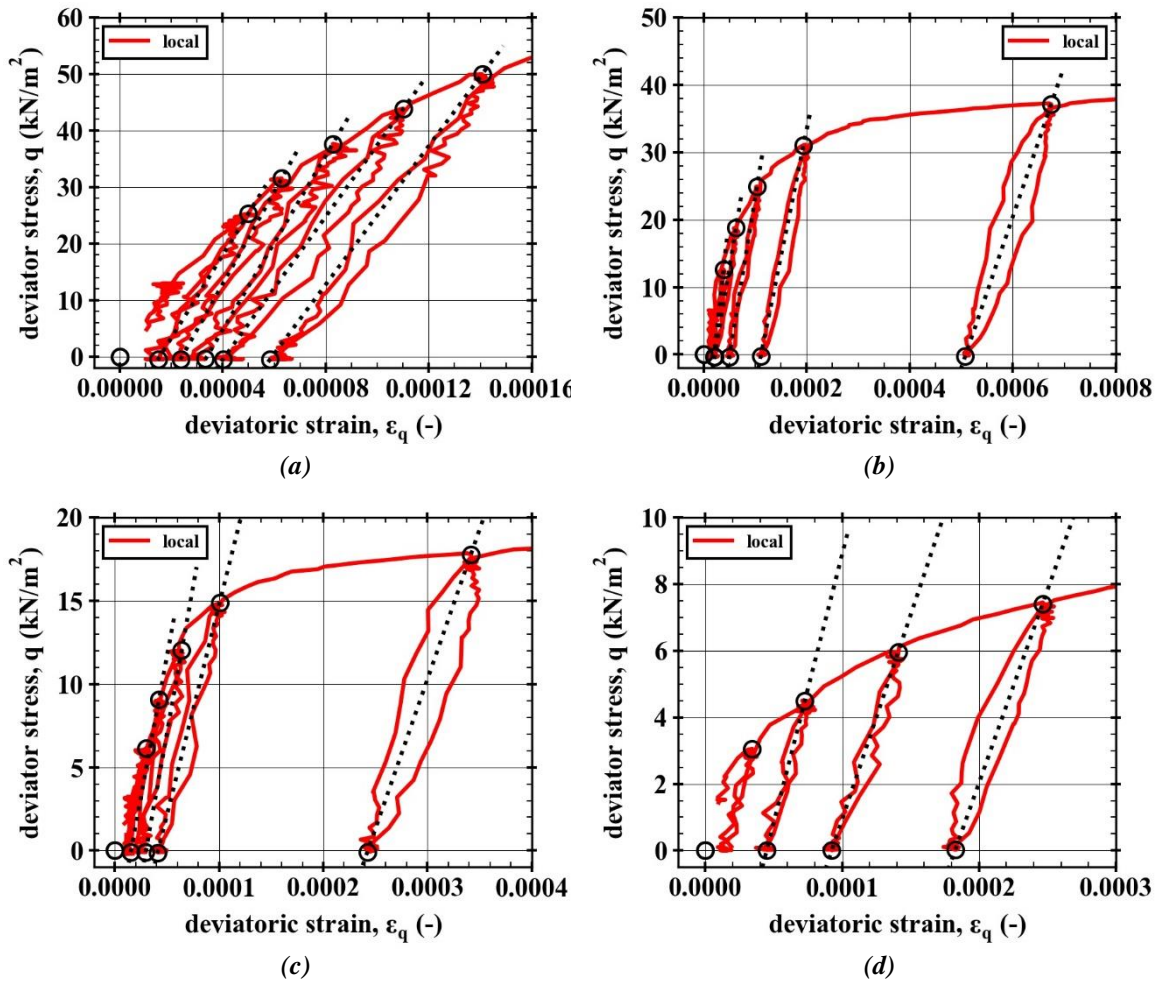 60
50
40
30
20
10
0
local
deviator stress, q (kN/m²)
0.00000 0.00004 0.00008 0.00012 0.00016
deviatoric strain, εq (-)
(a)
50
40
30
20
10
0
local
deviator stress, q (kN/m²)
0.0000 0.0002 0.0004 0.0006 0.0008
deviatoric strain, εq (-)
(b)
20
15
10
5
0
local
deviator stress, q (kN/m²)
0.0000 0.0001 0.0002 0.0003 0.0004
deviatoric strain, εq (-)
(c)
10
8
6
4
2
0
local
deviator stress, q (kN/m²)
0.0000 0.0001 0.0002 0.0003
deviatoric strain, εq (-)
(d)